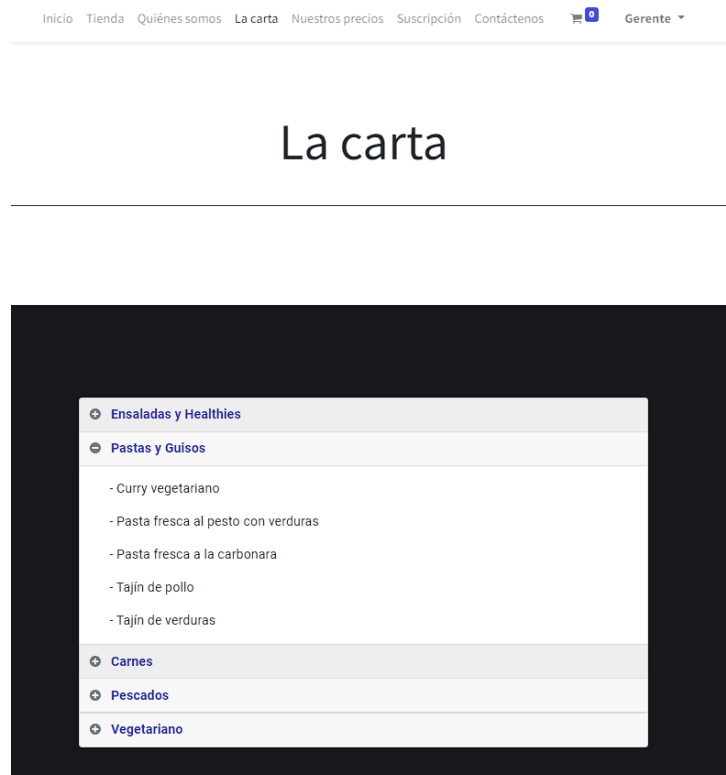 Inicio Tienda Quiénes somos La carta Nuestros precios Suscripción Contáctenos 0 Gerente
La carta
Ensaladas y Healthies
Pastas y Guisos
- Curry vegetariano
- Pasta fresca al pesto con verduras
- Pasta fresca a la carbonara
- Tajín de pollo
- Tajín de verduras
Carnes
Pescados
Vegetariano